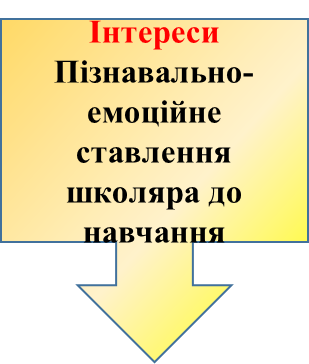 Інтереси
Пізнавально-
емоційне
ставлення
школяра до
навчання